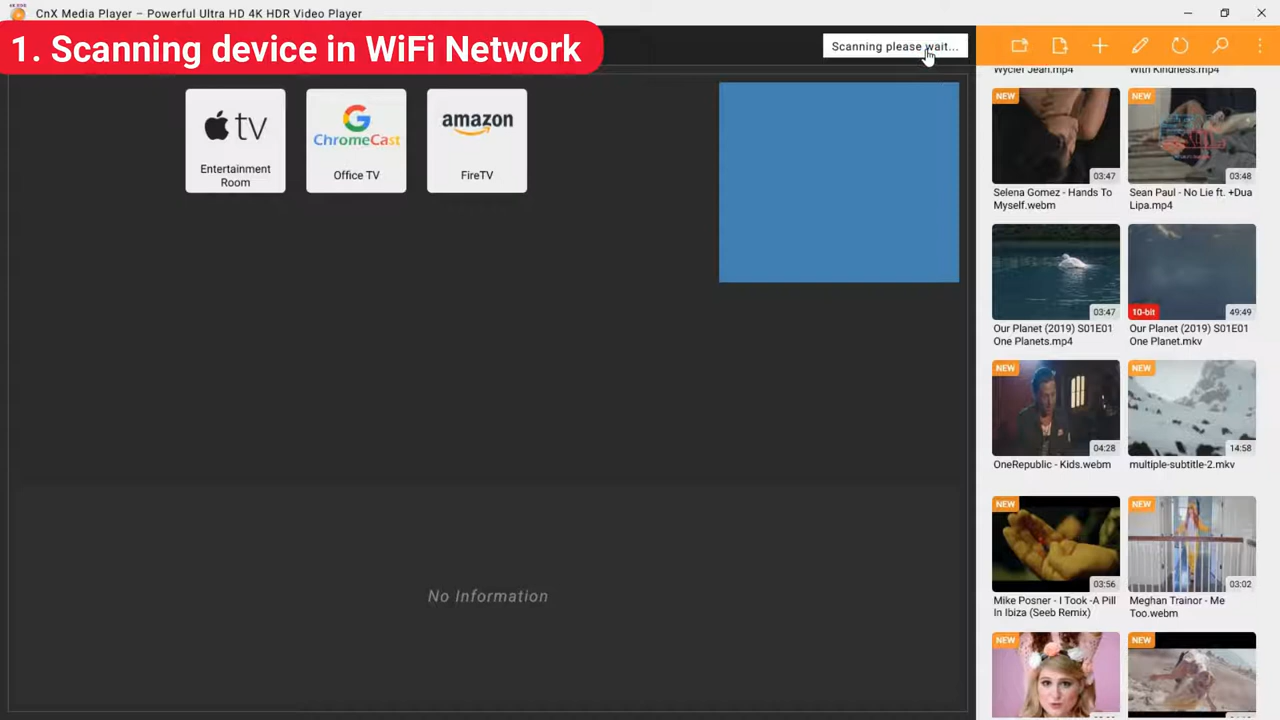 CnX Media Player – Powerful Ultra HD 4K HDR Video Player
1. Scanning device in WiFi Network
Scanning please wait...
tv
Entertainment
Room
G
ChromeCast
Office TV
amazon
FireTV
No Information
Wyclef Jean.mp4
With Kindness.mp4
NEW
03:47
Selena Gomez - Hands To
Myself.webm
NEW
03:48
Sean Paul - No Lie ft. +Dua
Lipa.mp4
03:47
Our Planet (2019) S01E01
One Planets.mp4
10-bit
49:49
Our Planet (2019) S01E01
One Planet.mkv
NEW
04:28
OneRepublic - Kids.webm
NEW
14:58
multiple-subtitle-2.mkv
NEW
03:56
Mike Posner - I Took -A Pill
In Ibiza (Seeb Remix)
NEW
03:02
Meghan Trainor - Me
Too.webm
NEW
NEW